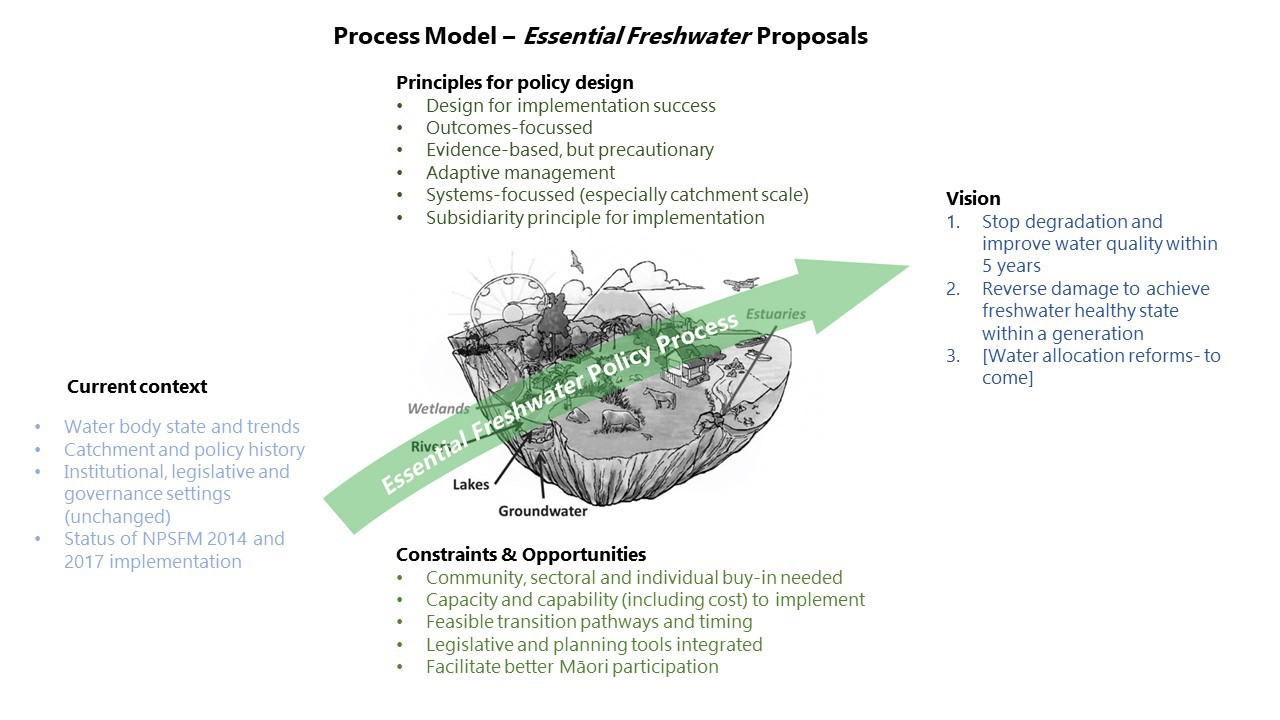 Process Model – Essential Freshwater Proposals
Principles for policy design
• Design for implementation success
• Outcomes-focussed
• Evidence-based, but precautionary
• Adaptive management
• Systems-focussed (especially catchment scale)
• Subsidiarity principle for implementation
Vision
1. Stop degradation and
improve water quality within
5 years
2. Reverse damage to achieve
freshwater healthy state
within a generation
3. [Water allocation reforms- to
come]
Current context
• Water body state and trends
• Catchment and policy history
• Institutional, legislative and
governance settings
(unchanged)
• Status of NPSFM 2014 and
2017 implementation
Essential Freshwater Policy Process
Estuaries
Wetlands
Rivers
Lakes
Groundwater
Constraints & Opportunities
• Community, sectoral and individual buy-in needed
• Capacity and capability (including cost) to implement
• Feasible transition pathways and timing
• Legislative and planning tools integrated
• Facilitate better Māori participation